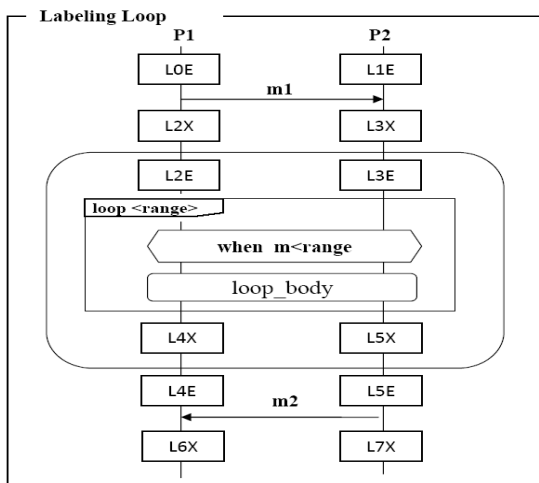 Labeling Loop
P1 P2
L0E L1E
m1
L2X L3X
L2E L3E
loop <range>
when m<range
loop_body
L4X L5X
L4E L5E
m2
L6X L7X